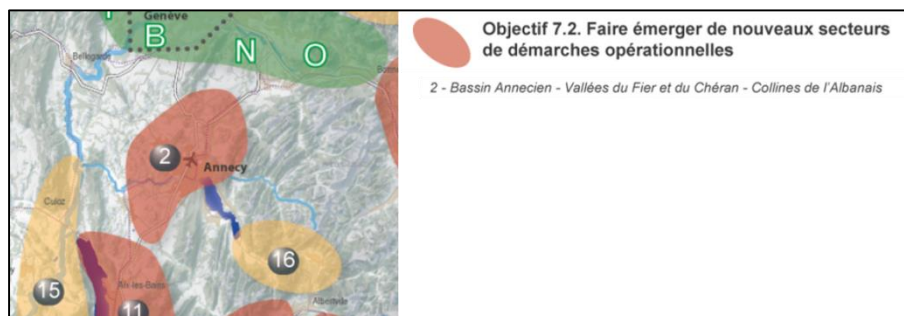 Genève
B
N
O
Bellegarde
2
Annecy
Culoz
16
15
Aix-les-Bains
11
Albertville
Objectif 7.2. Faire émerger de nouveaux secteurs
de démarches opérationnelles
2 - Bassin Annecien - Vallées du Fier et du Chéran - Collines de l'Albanais